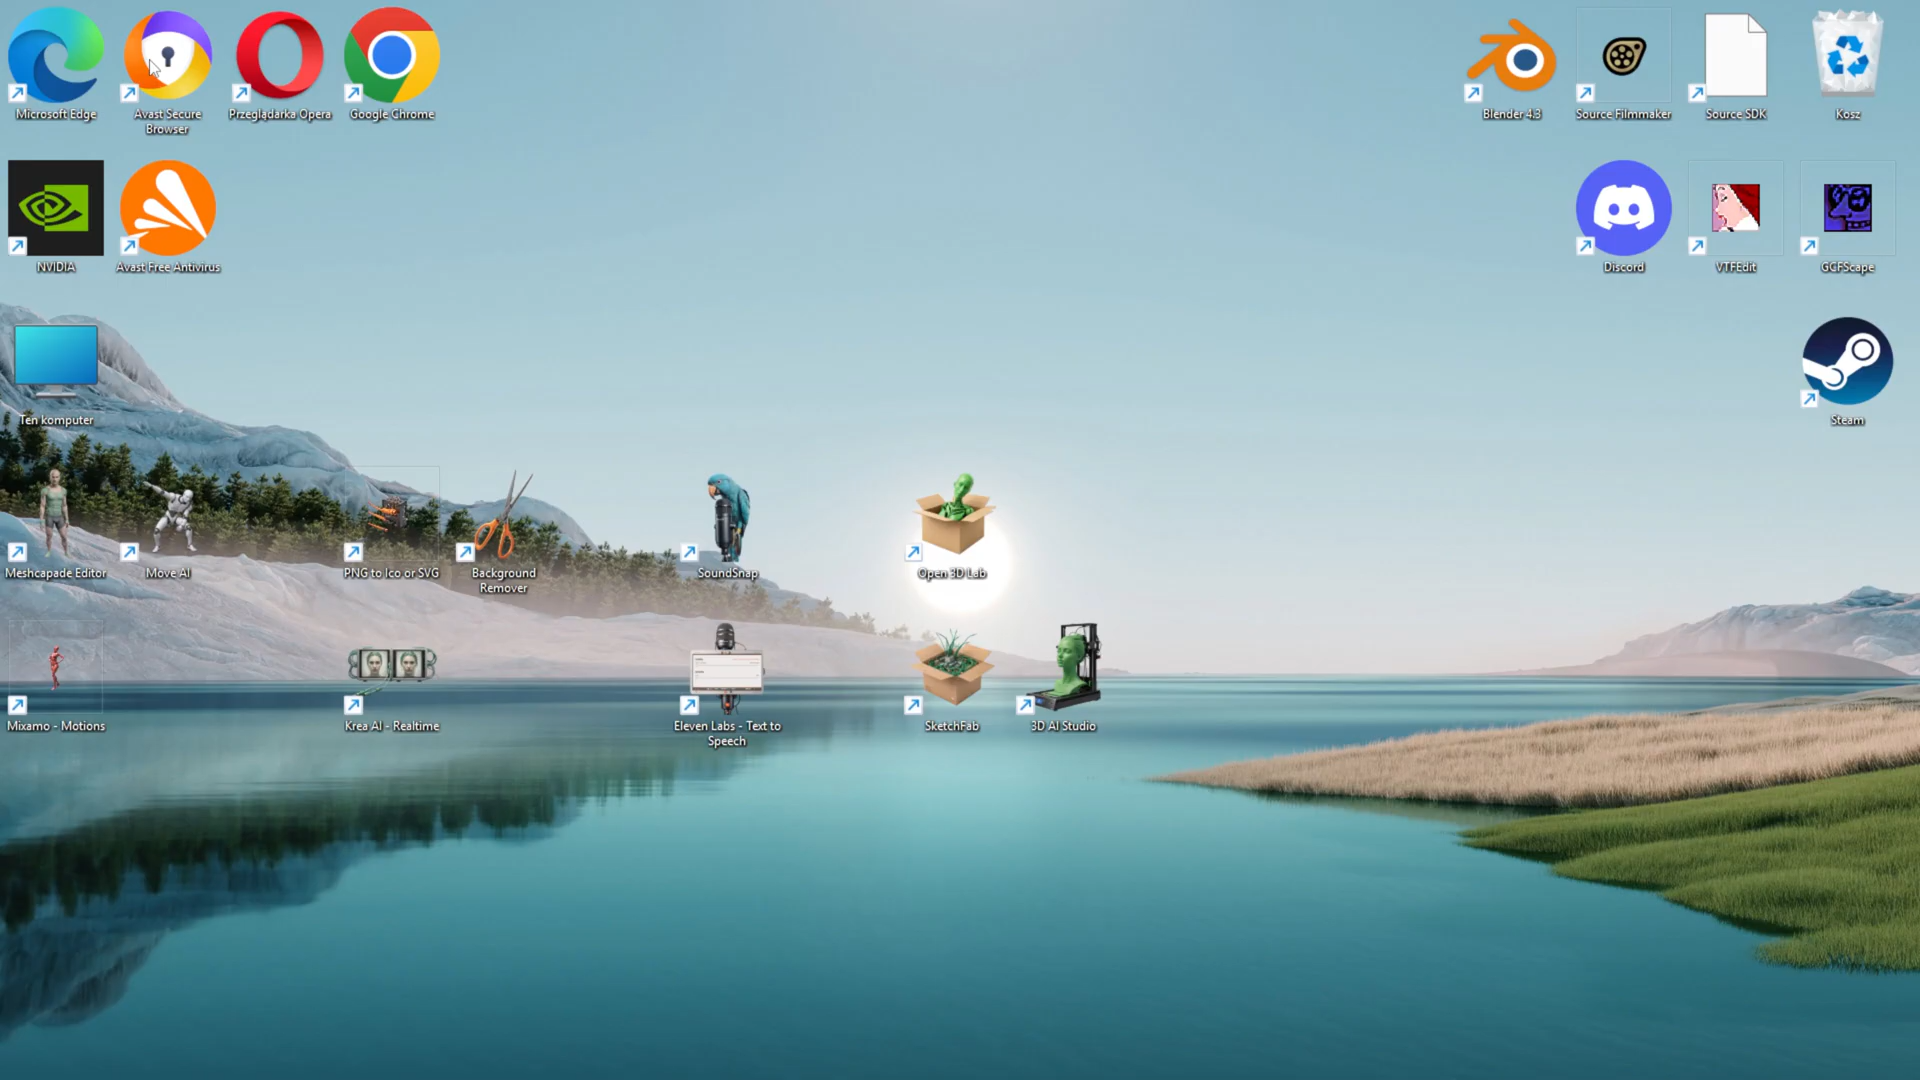 Microsoft Edge
Avast Secure
Browser
Przeglądarka Opera
Google Chrome
Blender 4.3
Source Filmmaker
Source SDK
Kosz
NVIDIA
Avast Free Antivirus
Discord
VTFEdit
GCFScape
Ten komputer
Steam
Meshcapade Editor
Move AI
PNG to Ico or SVG
Background
Remover
SoundSnap
Open 3D Lab
Mixamo - Motions
Krea AI - Realtime
Eleven Labs - Text to
Speech
SketchFab
3D AI Studio